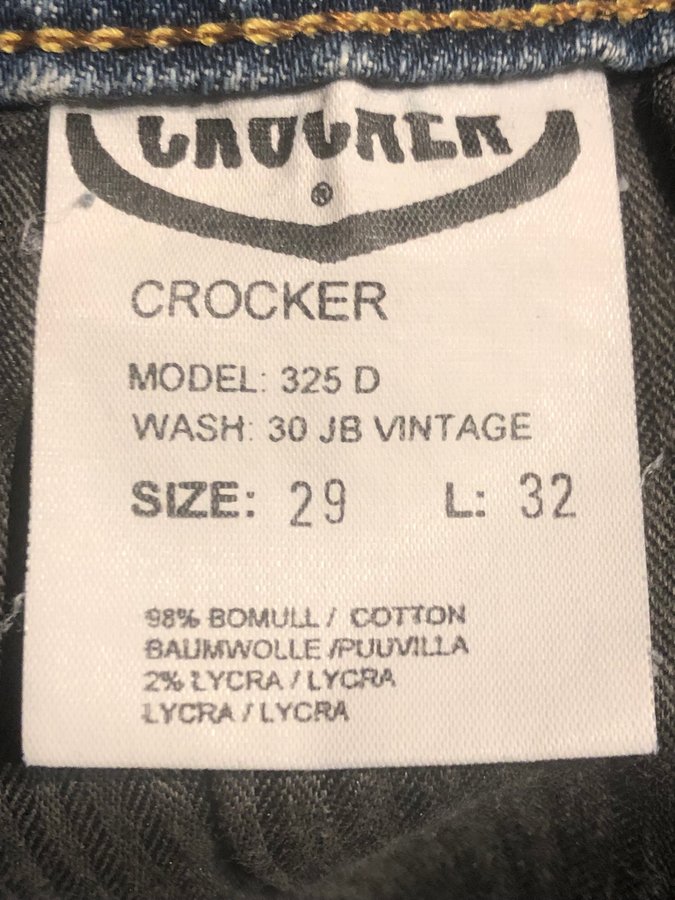 CROCKER
®
CROCKER
MODEL: 325 D
WASH: 30 JB VINTAGE
SIZE: 29 L: 32
98% BOMULL / COTTON
BAUMWOLLE /PUUVILLA
2% LYCRA / LYCRA
LYCRA / LYCRA